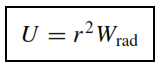 U = r²W_rad